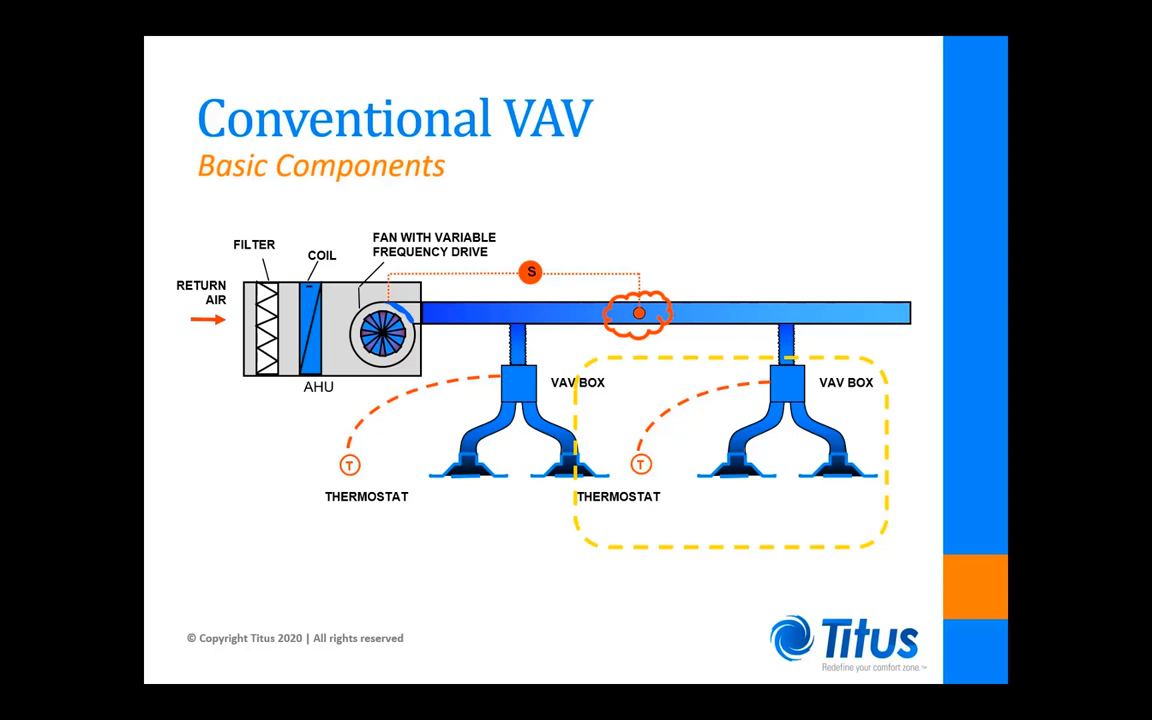 Conventional VAV
Basic Components
FILTER
COIL
FAN WITH VARIABLE
FREQUENCY DRIVE
S
RETURN
AIR
AHU
VAV BOX
VAV BOX
T
T
THERMOSTAT
THERMOSTAT
© Copyright Titus 2020 | All rights reserved
Titus
Redefine your comfort zone.™